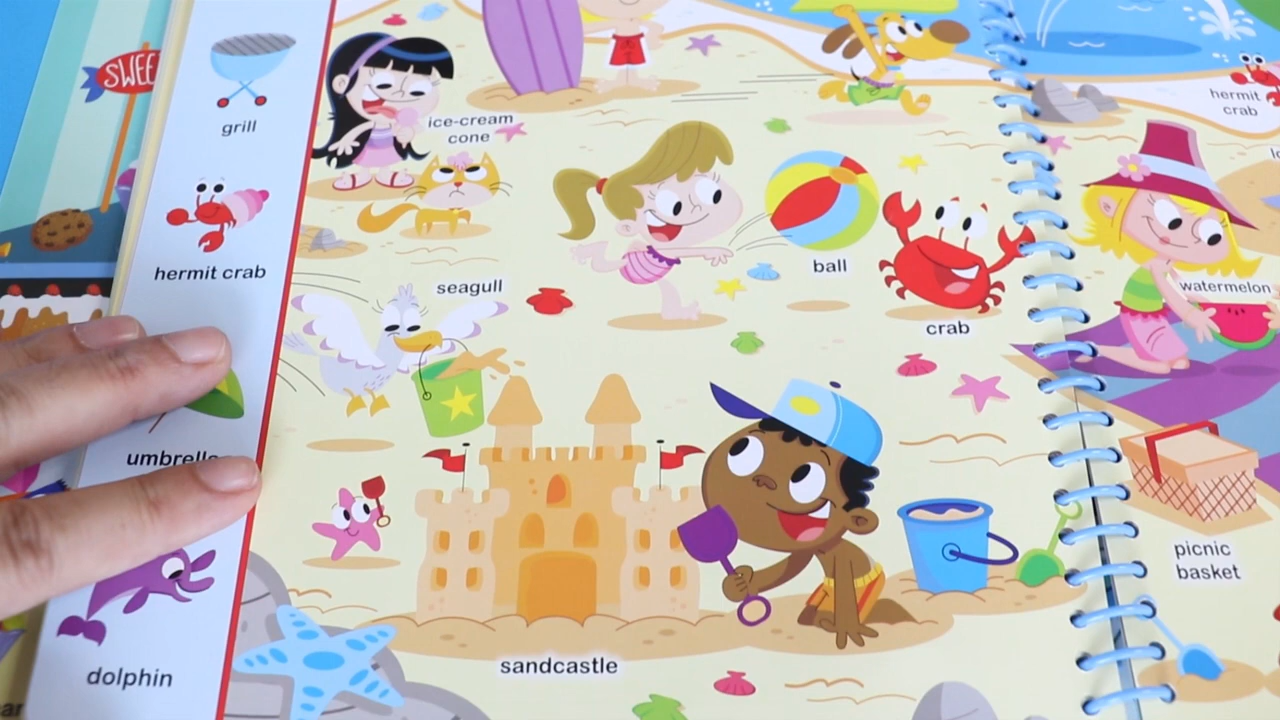 SWEE
grill
hermit crab
umbrella
dolphin
ice-cream
cone
seagull
ball
crab
sandcastle
hermit
crab
watermelon
picnic
basket